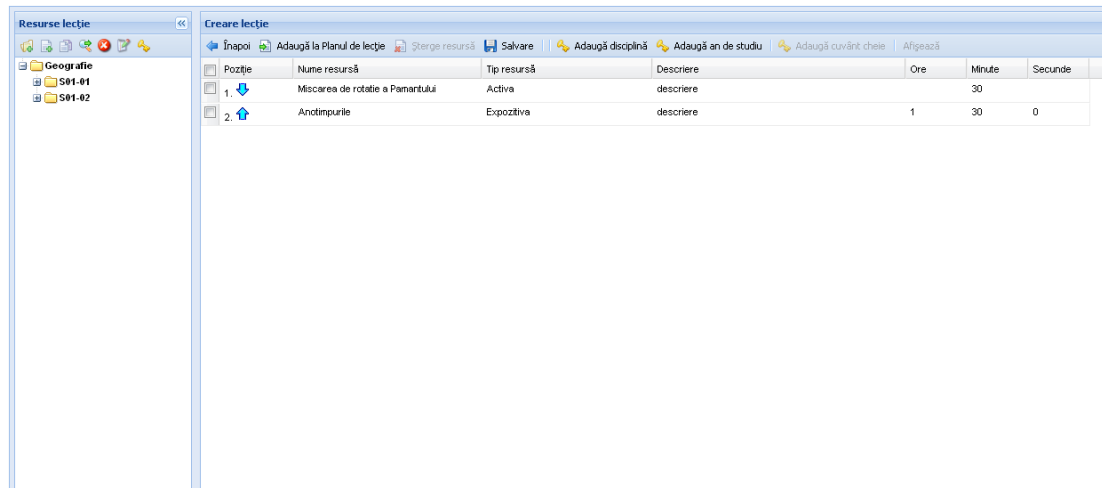 Resurse lecție
Geografie
S01-01
S01-02
Creare lecție
Înapoi Adaugă la Planul de lecție Șterge resursă Salvare Adaugă disciplină Adaugă an de studiu Adaugă cuvânt cheie Afișează
Poziție Nume resursă Tip resursă Descriere Ore Minute Secunde
1. Miscarea de rotatie a Pamantului Activa descriere 30
2. Anotimpurile Expozitiva descriere 1 30 0